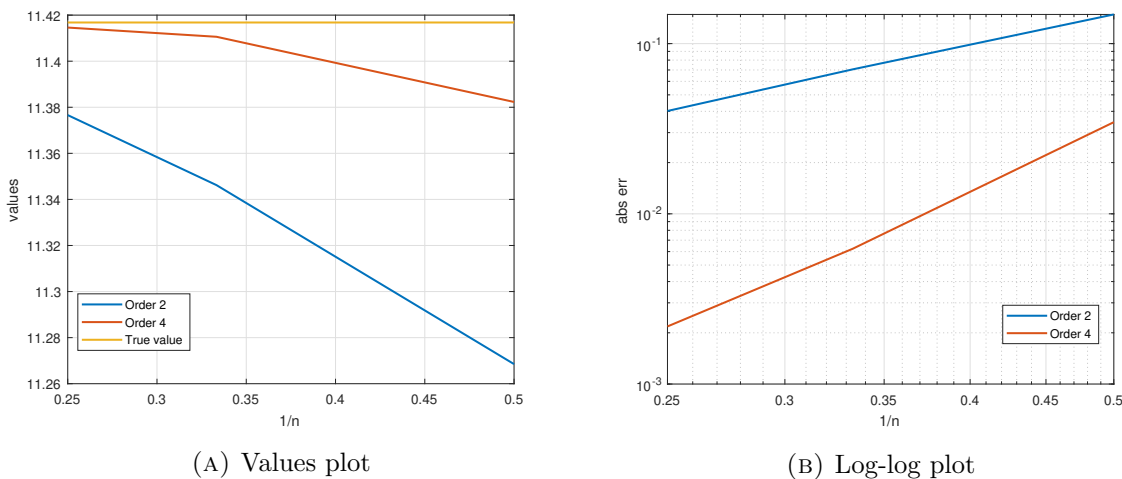 11.42
11.4
11.38
11.36
11.34
11.32
11.3
11.28
11.26
values
Order 2
Order 4
True value
0.25 0.3 0.35 0.4 0.45 0.5
1/n
(A) Values plot
10^-1
10^-2
10^-3
abs err
Order 2
Order 4
0.25 0.3 0.35 0.4 0.45 0.5
1/n
(B) Log-log plot